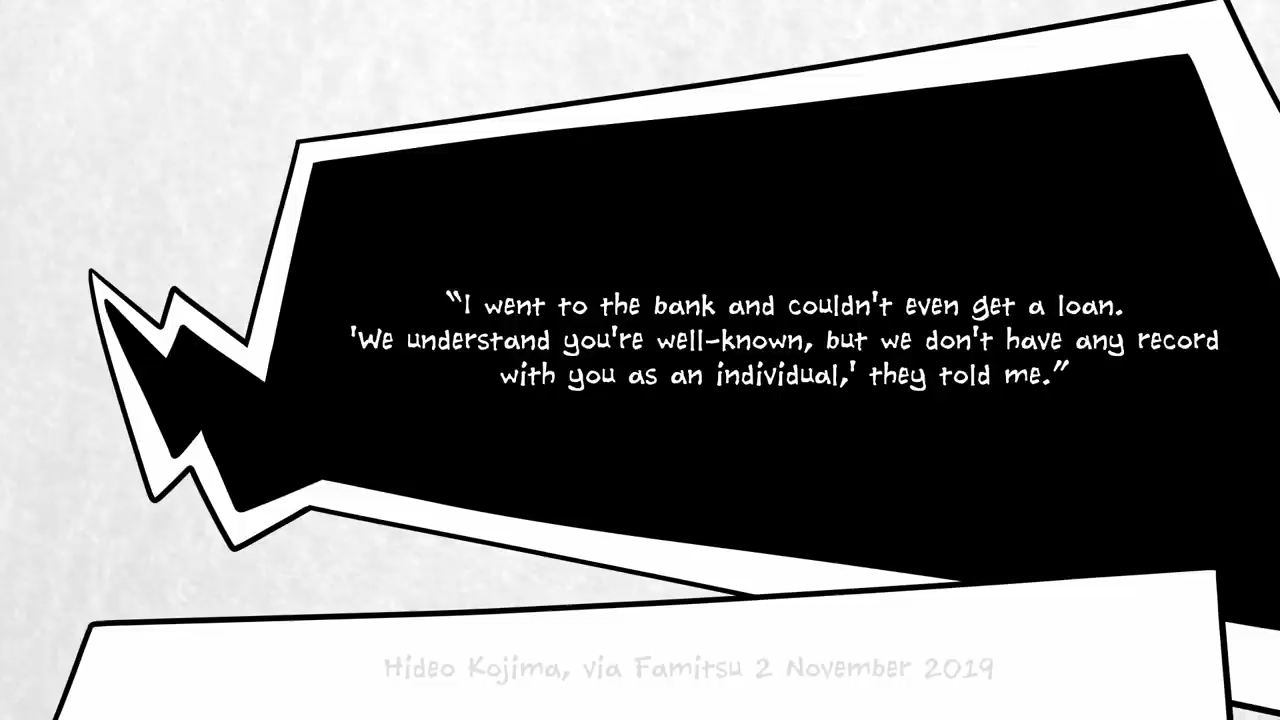 “I went to the bank and couldn't even get a loan.
'We understand you're well-known, but we don't have any record
with you as an individual,' they told me.”
Hideo Kojima, via Famitsu 2 November 2019